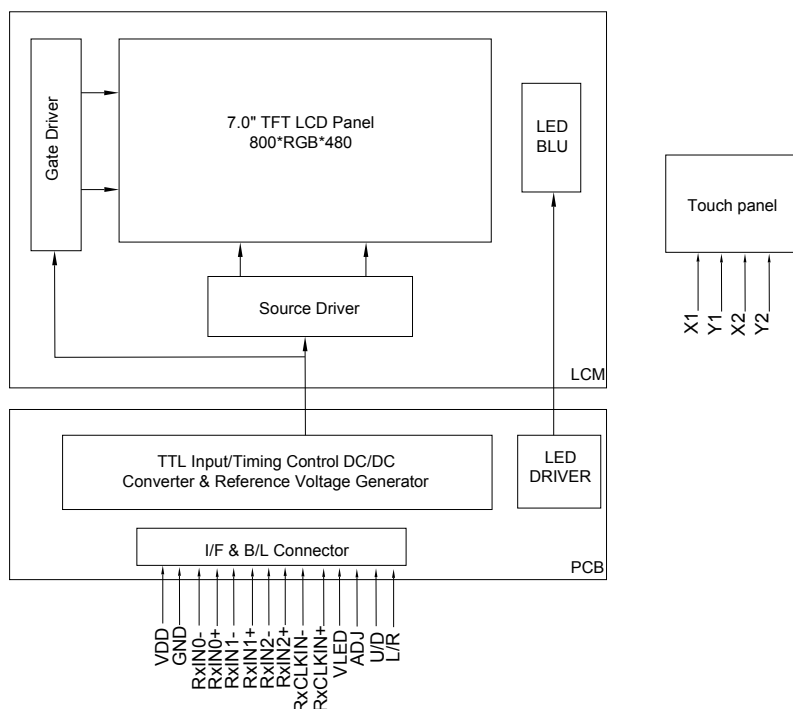 Gate Driver
7.0" TFT LCD Panel
800*RGB*480
LED
BLU
Touch panel
X1
Y1
X2
Y2
Source Driver
LCM
TTL Input/Timing Control DC/DC
Converter & Reference Voltage Generator
LED
DRIVER
I/F & B/L Connector
PCB
VDD
GND
RxIN0-
RxIN0+
RxIN1-
RxIN1+
RxIN2-
RxIN2+
RxCLKIN-
RxCLKIN+
VLED
ADJ
U/D
L/R